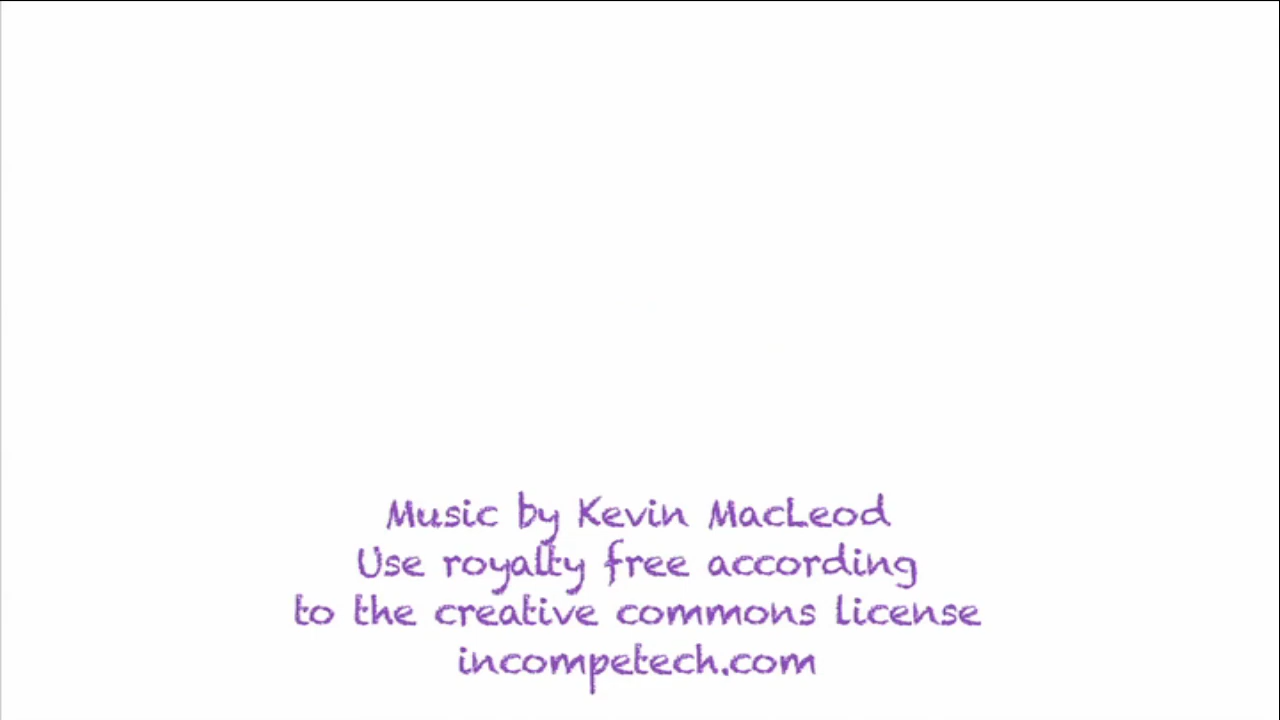 Music by Kevin MacLeod
Use royalty free according
to the creative commons license
incompetech.com